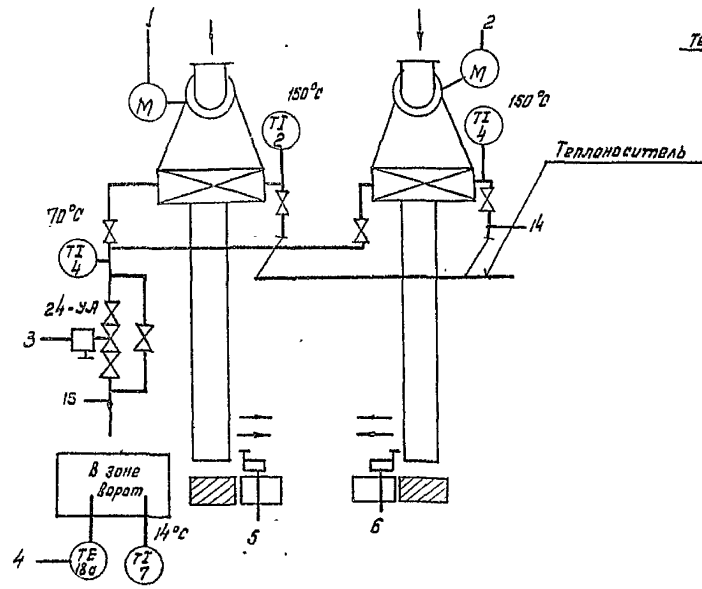 1
2
Те
М
М
150°С
150°С
TI
2
TI
4
Теплоноситель
70°С
14
TI
4
24-УА
3
15
В зоне
ворот
14°С
4
TE
18а
TI
7
5
6